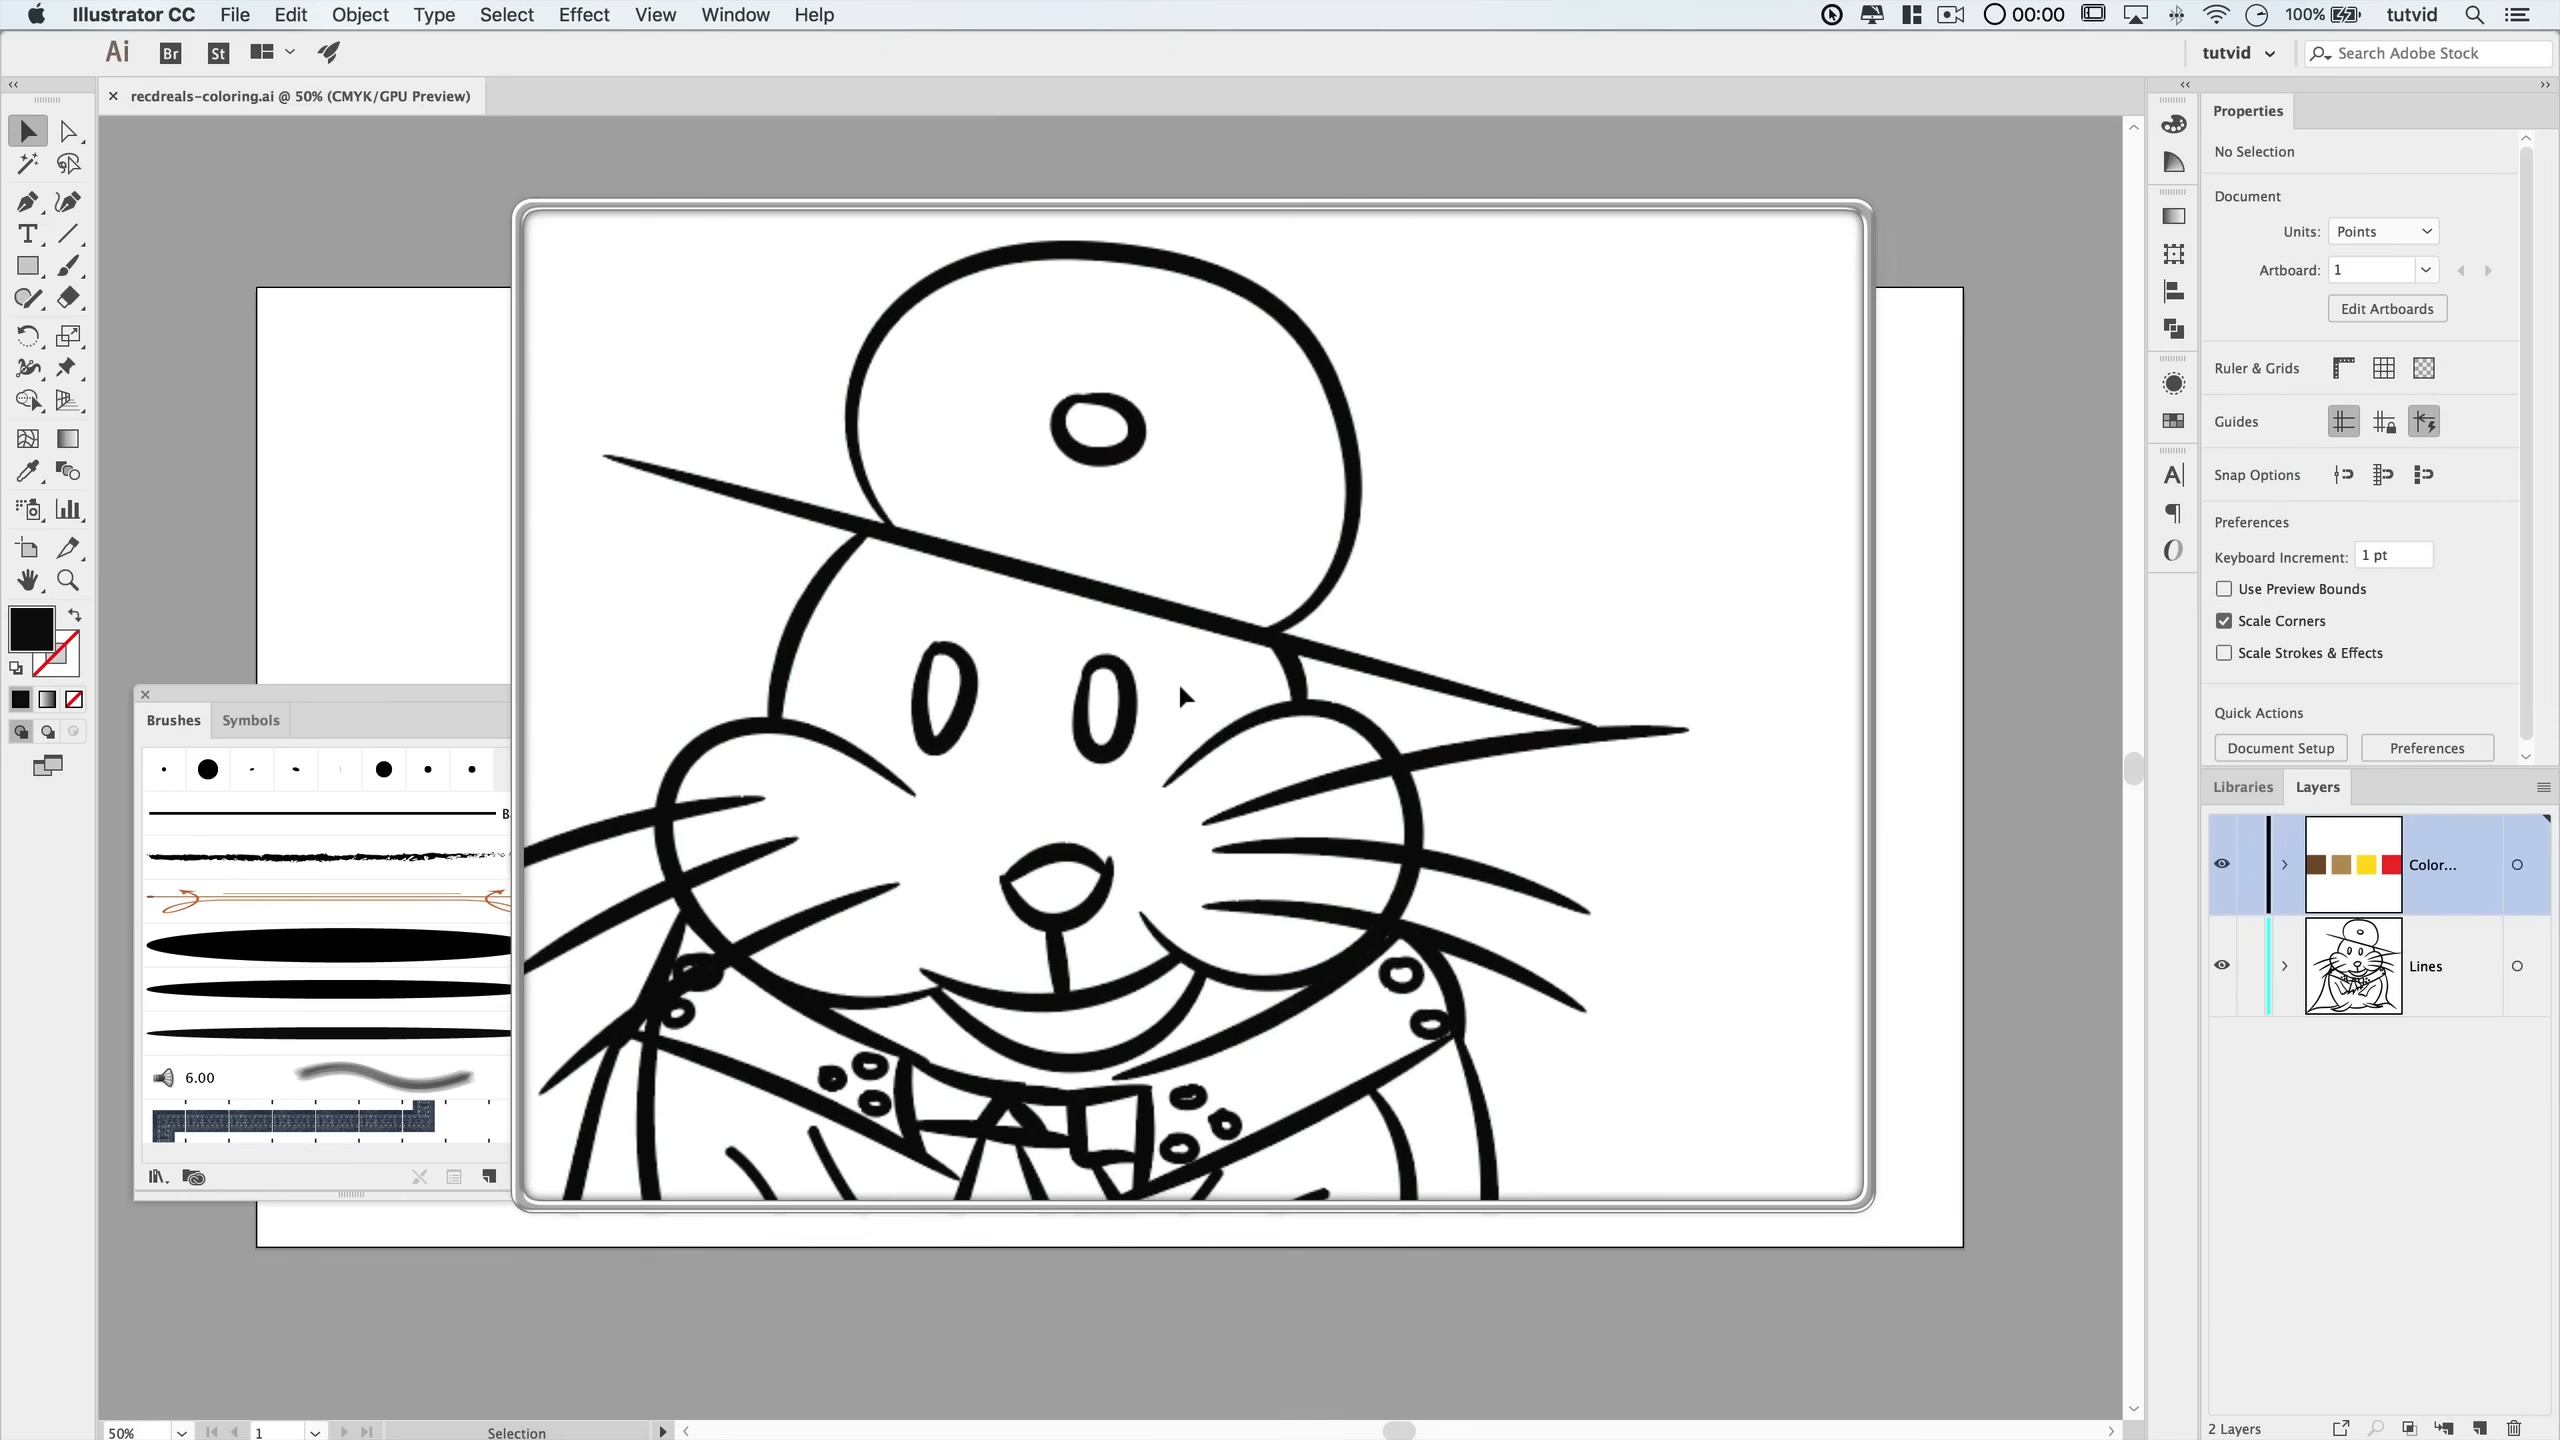 Illustrator CC File Edit Object Type Select Effect View Window Help 00:00 100% tutvid
Ai Br St tutvid Search Adobe Stock
recdreals-coloring.ai @ 50% (CMYK/GPU Preview)
Properties
No Selection
Document
Units: Points
Artboard: 1
Edit Artboards
Ruler & Grids
Guides
Snap Options
Preferences
Keyboard Increment: 1 pt
Use Preview Bounds
Scale Corners
Scale Strokes & Effects
Quick Actions
Document Setup Preferences
Brushes Symbols
B
6.00
Libraries Layers
Color...
Lines
2 Layers
50% 1 Selection